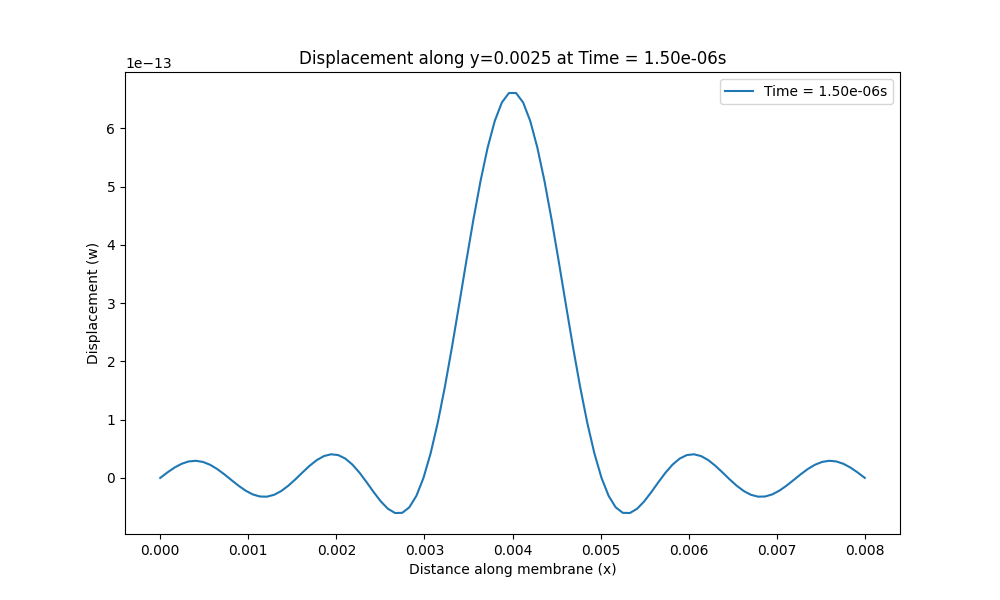 Displacement along y=0.0025 at Time = 1.50e-06s
1e−13
Time = 1.50e-06s
6
5
4
3
2
1
0
Displacement (w)
0.000 0.001 0.002 0.003 0.004 0.005 0.006 0.007 0.008
Distance along membrane (x)